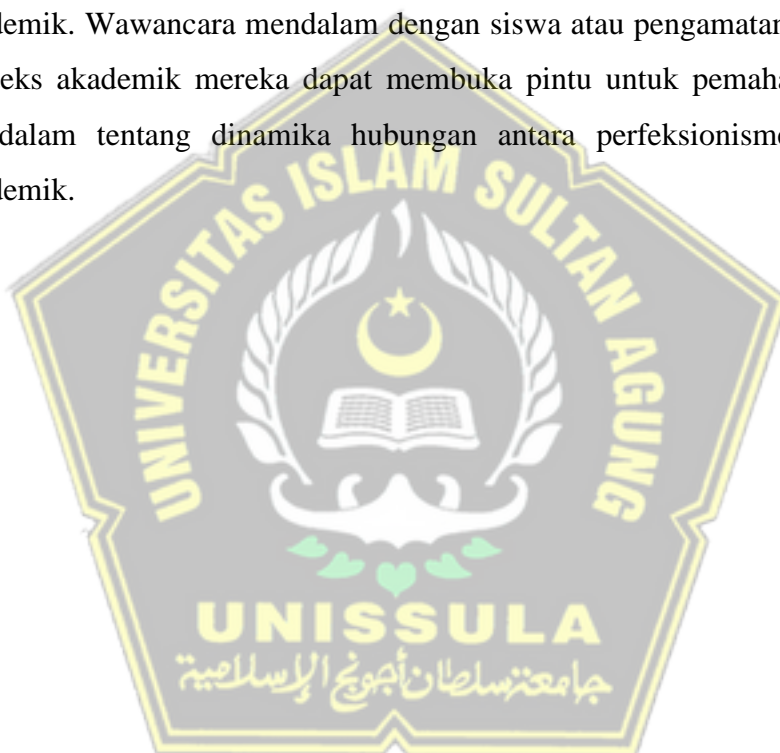 demik. Wawancara mendalam dengan siswa atau pengamatan
eks akademik mereka dapat membuka pintu untuk pemaha
dalam tentang dinamika hubungan antara perfeksionisme
demik.
UNIVERSITAS ISLAM SULTAN AGUNG
UNISSULA
جامعة سلطان أجونج الإسلامية